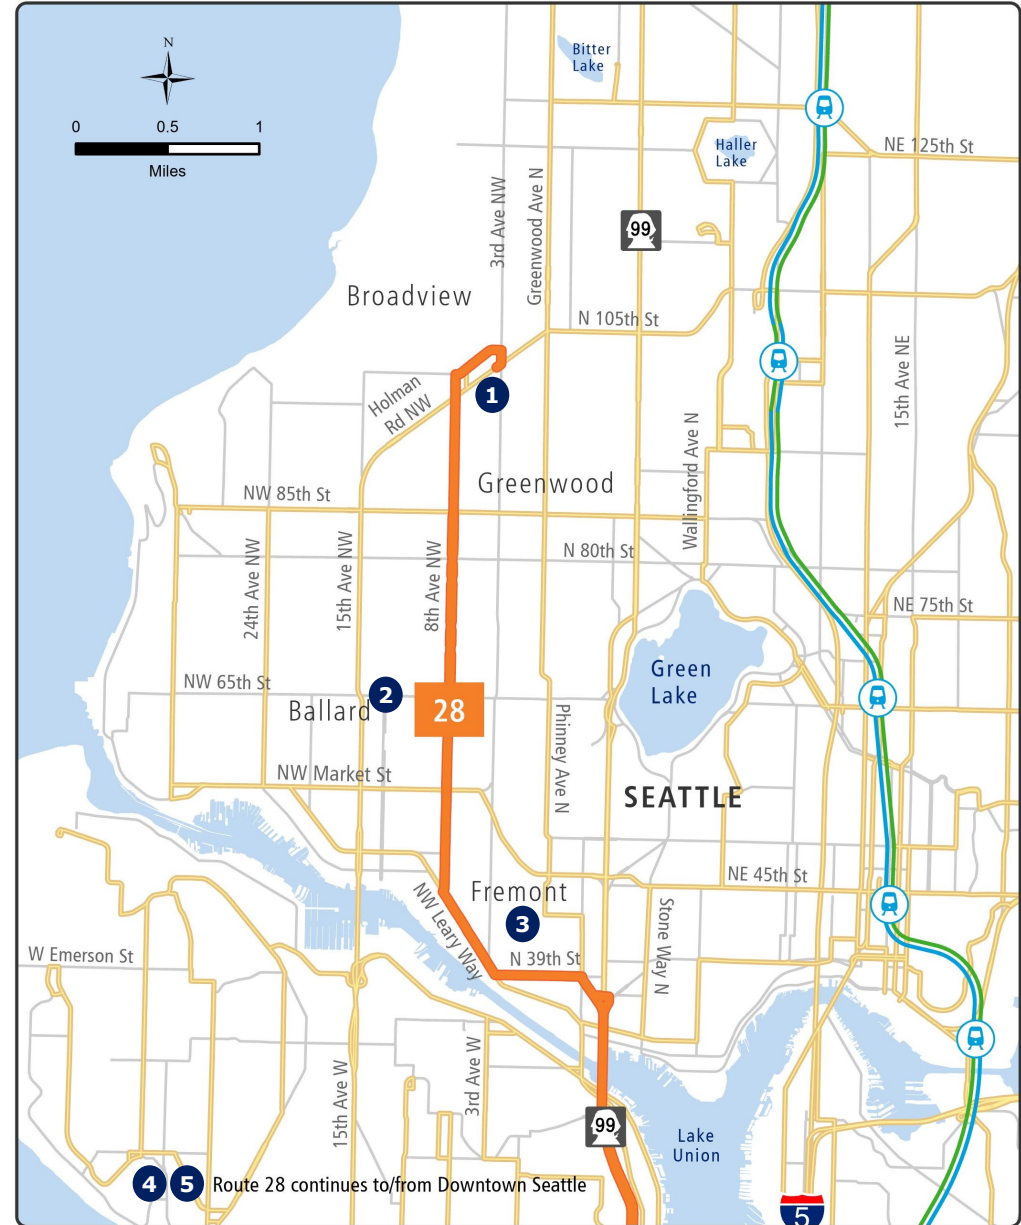 Bitter
Lake
N
0 0.5 1
Miles
Haller
Lake
NE 125th St
3rd Ave NW
Greenwood Ave N
99
Broadview
N 105th St
15th Ave NE
1
Holman
Rd NW
Wallingford Ave N
Greenwood
NW 85th St
N 80th St
24th Ave NW
15th Ave NW
8th Ave NW
NE 75th St
NW 65th St
Green
Lake
2
Ballard
28
Phinney Ave N
NW Market St
SEATTLE
NE 45th St
Fremont
3
NW Leary Way
Stone Way N
W Emerson St
N 39th St
15th Ave W
3rd Ave W
99
Lake
Union
4 5 Route 28 continues to/from Downtown Seattle
5